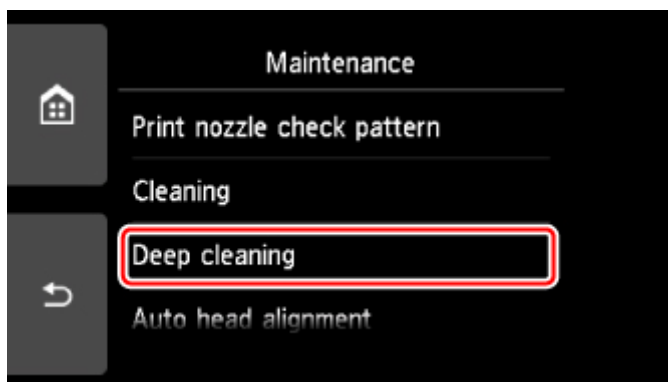 Maintenance
Print nozzle check pattern
Cleaning
Deep cleaning
Auto head alignment